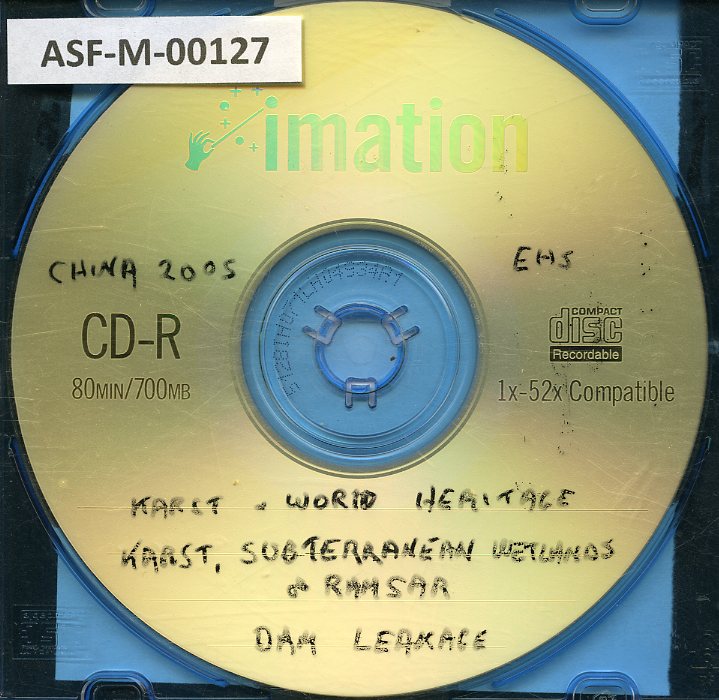 ASF-M-00127
imation
CHINA 2005
EHS
CD-R
COMPACT
disc
Recordable
80MIN/700MB
1x-52x Compatible
KARST & WORLD HERITAGE
KARST, SUBTERRANEAN WETLANDS
& RAMSAR
DAM LEAKAGE